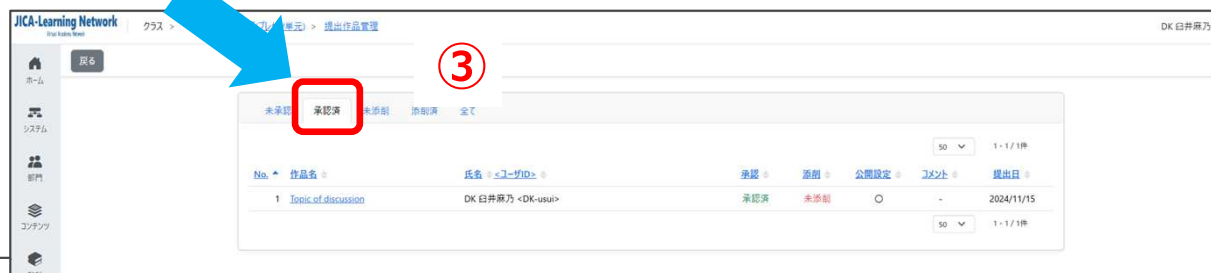 JICA-Learning Network
クラス >
(単元) > 提出作品管理
DK 臼井麻乃
戻る
③
ホーム
システム
部門
コンテンツ
未承認 承認済 未添削 添削済 全て
50 1 - 1 / 1件
No. 作品名 氏名 <ユーザID> 承認 添削 公開設定 コメント 提出日
1 Topic of discussion DK 臼井麻乃 <DK-usui> 承認済 未添削 ○ - 2024/11/15
50 1 - 1 / 1件